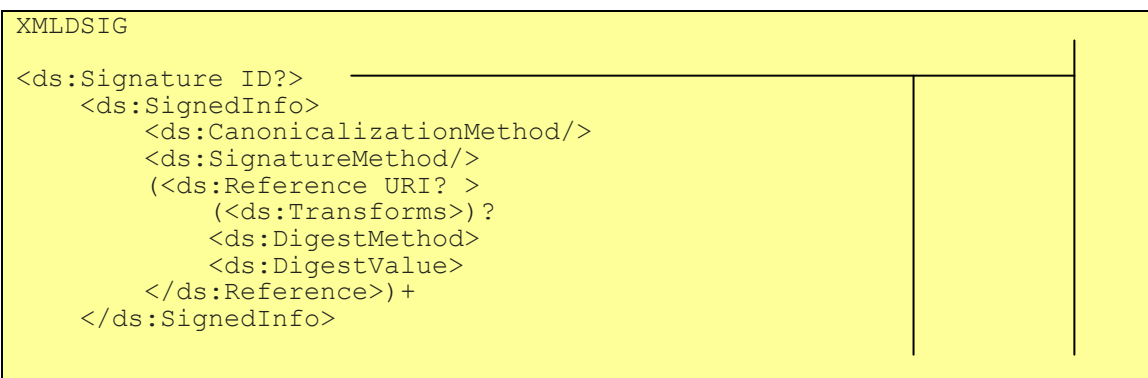 XMLDSIG
<ds:Signature ID?>
<ds:SignedInfo>
<ds:CanonicalizationMethod/>
<ds:SignatureMethod/>
(<ds:Reference URI? >
(<ds:Transforms>)?
<ds:DigestMethod>
<ds:DigestValue>
</ds:Reference>)+
</ds:SignedInfo>